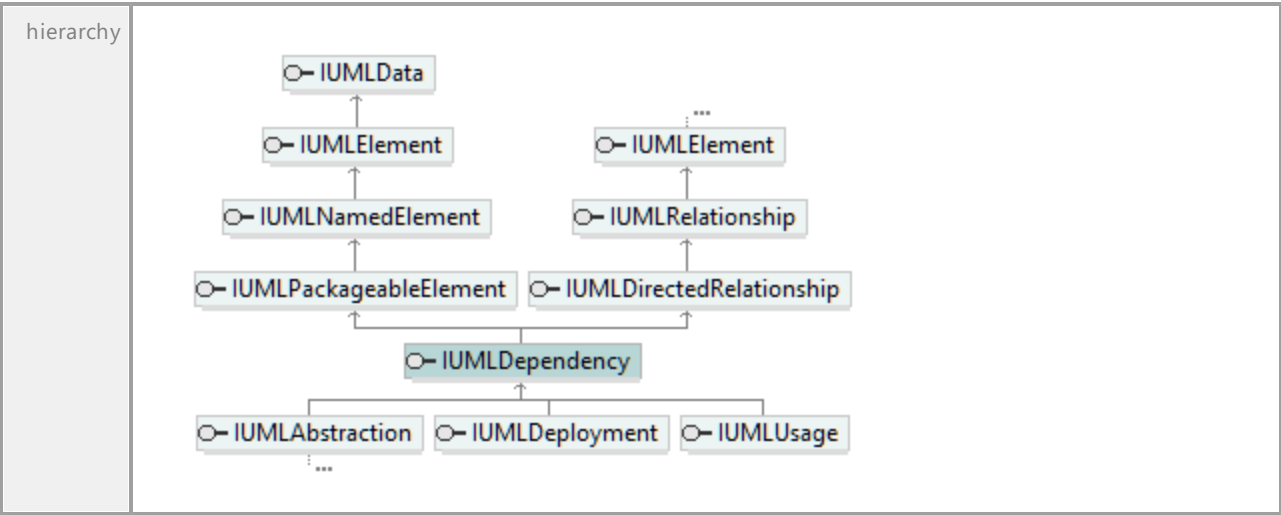 hierarchy
IUMLData
IUMLElement IUMLElement
...
IUMLNamedElement IUMLRelationship
IUMLPackageableElement IUMLDirectedRelationship
IUMLDependency
IUMLAbstraction IUMLDeployment IUMLUsage
...